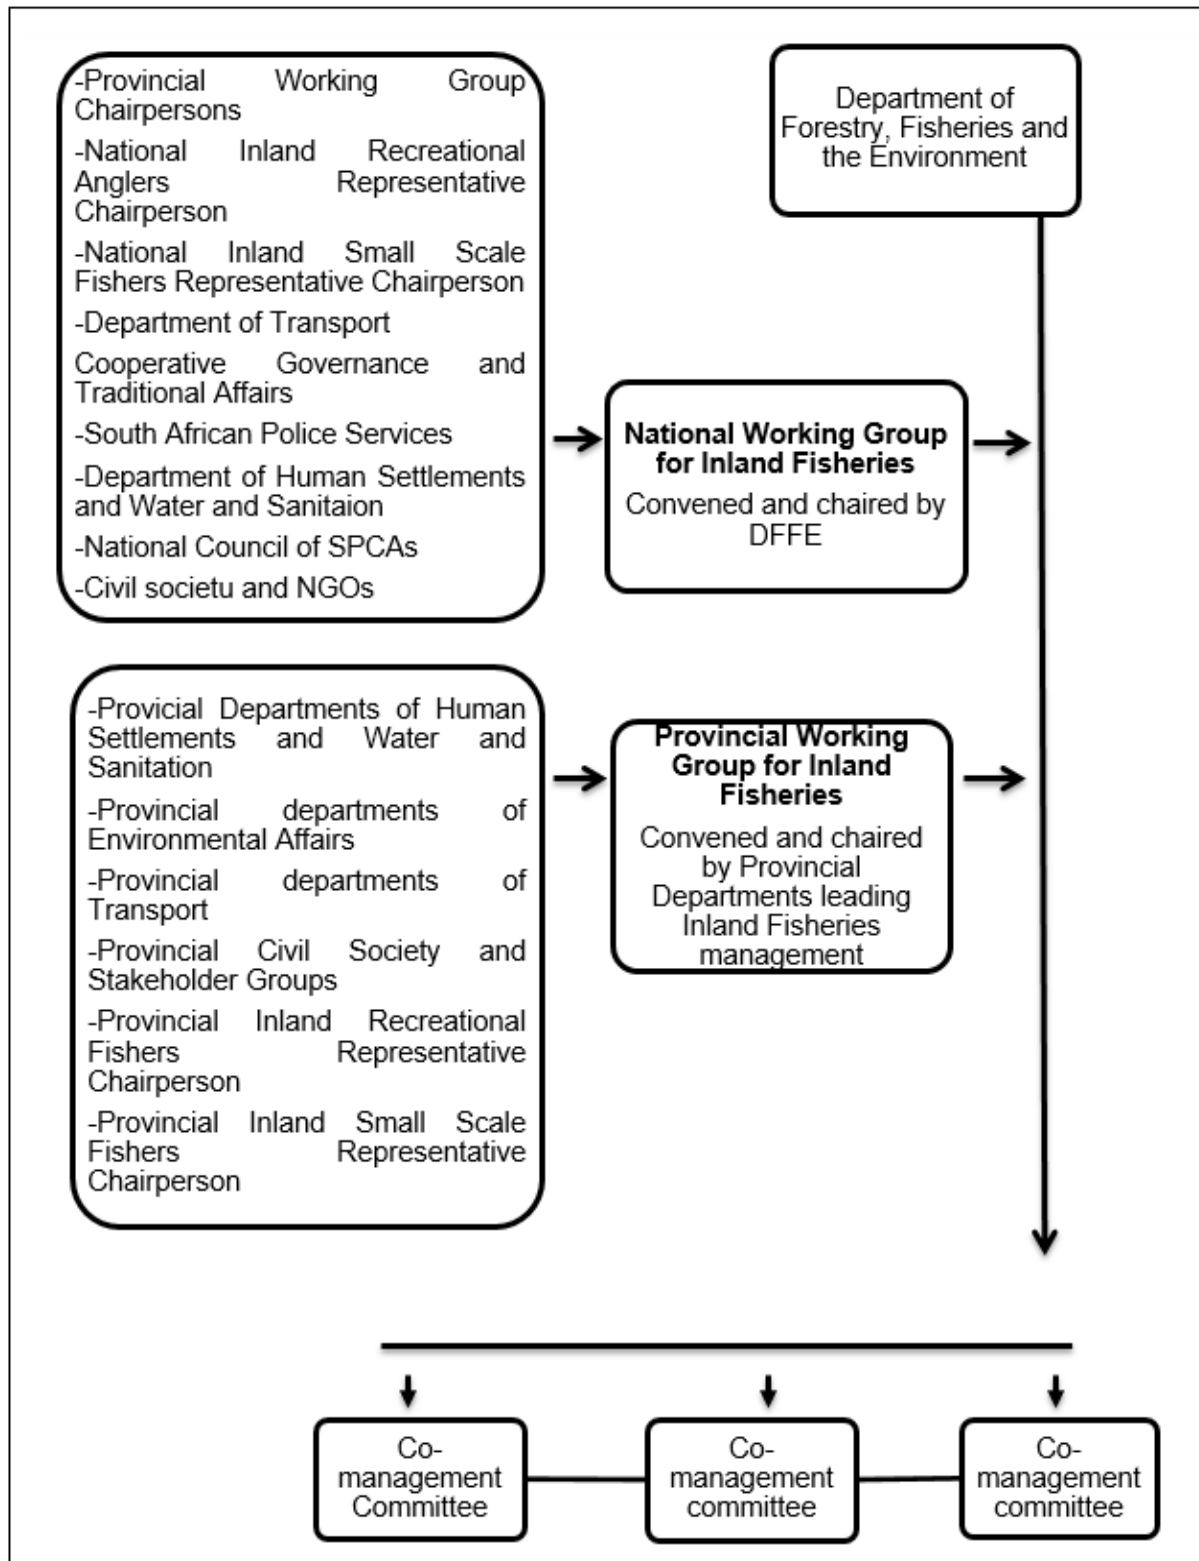 -Provincial Working Group
Chairpersons
-National Inland Recreational
Anglers Representative
Chairperson
-National Inland Small Scale
Fishers Representative Chairperson
-Department of Transport
Cooperative Governance and
Traditional Affairs
-South African Police Services
-Department of Human Settlements
and Water and Sanitaion
-National Council of SPCAs
-Civil societu and NGOs
Department of
Forestry, Fisheries and
the Environment
National Working Group
for Inland Fisheries
Convened and chaired by
DFFE
-Provicial Departments of Human
Settlements and Water and
Sanitation
-Provincial departments of
Environmental Affairs
-Provincial departments of
Transport
-Provincial Civil Society and
Stakeholder Groups
-Provincial Inland Recreational
Fishers Representative
Chairperson
-Provincial Inland Small Scale
Fishers Representative
Chairperson
Provincial Working
Group for Inland
Fisheries
Convened and chaired
by Provincial
Departments leading
Inland Fisheries
management
Co-
management
Committee
Co-
management
committee
Co-
management
committee